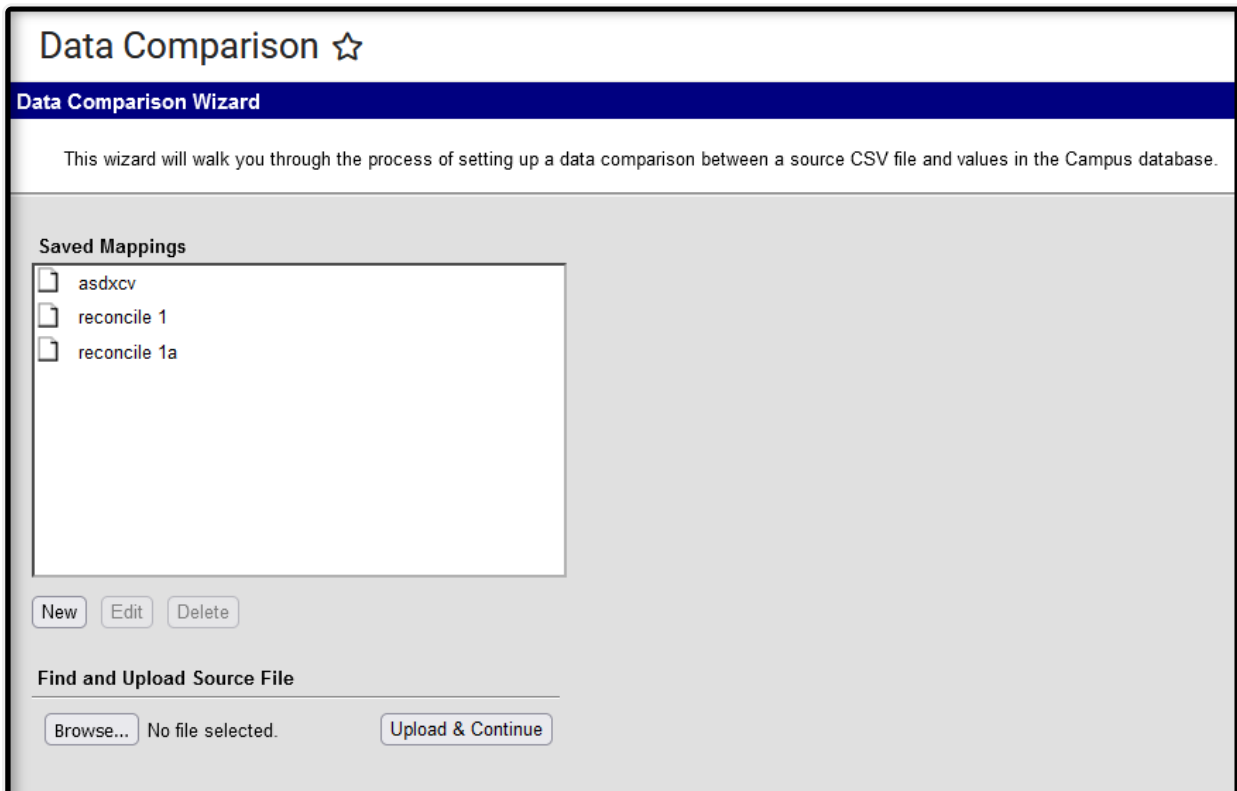 Data Comparison
Data Comparison Wizard
This wizard will walk you through the process of setting up a data comparison between a source CSV file and values in the Campus database.
Saved Mappings
asdxcv
reconcile 1
reconcile 1a
New Edit Delete
Find and Upload Source File
Browse... No file selected. Upload & Continue